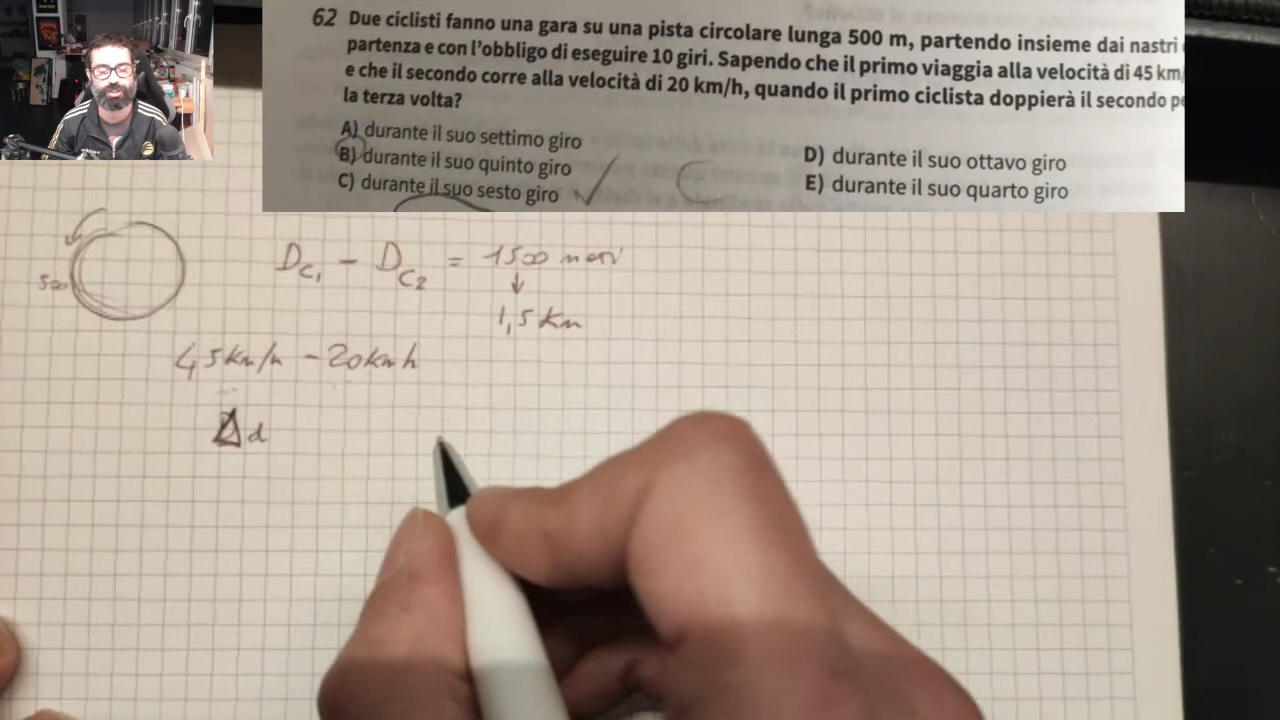 62 Due ciclisti fanno una gara su una pista circolare lunga 500 m, partendo insieme dai nastri
partenza e con l'obbligo di eseguire 10 giri. Sapendo che il primo viaggia alla velocità di 45 km/
e che il secondo corre alla velocità di 20 km/h, quando il primo ciclista doppierà il secondo pe
la terza volta?
A) durante il suo settimo giro
B) durante il suo quinto giro
C) durante il suo sesto giro
D) durante il suo ottavo giro
E) durante il suo quarto giro
500
D_C1 - D_C2 = 1500 metri
↓
1,5 Km
45 km/h - 20 km h
Δd